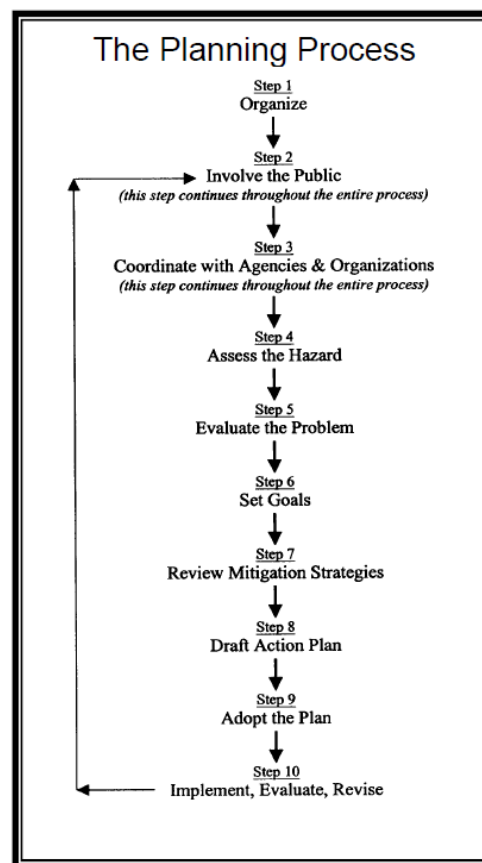 The Planning Process
Step 1
Organize
Step 2
Involve the Public
(this step continues throughout the entire process)
Step 3
Coordinate with Agencies & Organizations
(this step continues throughout the entire process)
Step 4
Assess the Hazard
Step 5
Evaluate the Problem
Step 6
Set Goals
Step 7
Review Mitigation Strategies
Step 8
Draft Action Plan
Step 9
Adopt the Plan
Step 10
Implement, Evaluate, Revise